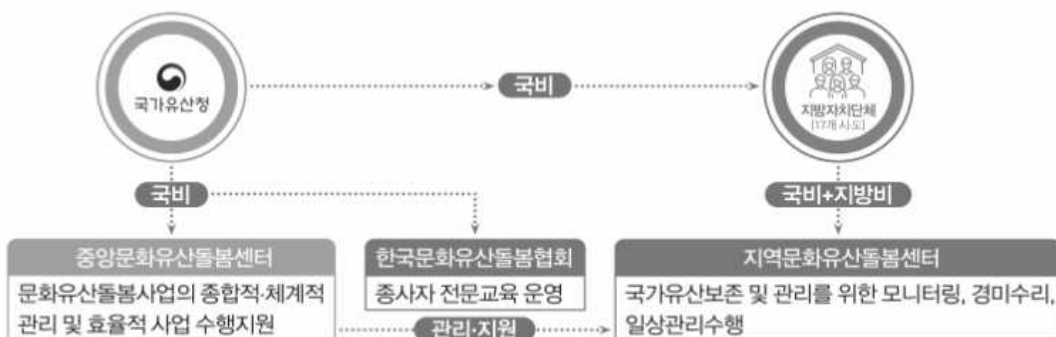 국가유산청
국비
지방자치단체
(17개 시·도)
국비
국비+지방비
중앙문화유산돌봄센터
문화유산돌봄사업의 종합적·체계적
관리 및 효율적 사업 수행지원
한국문화유산돌봄협회
종사자 전문교육 운영
지역문화유산돌봄센터
국가유산보존 및 관리를 위한 모니터링, 경미수리,
일상관리수행
관리·지원